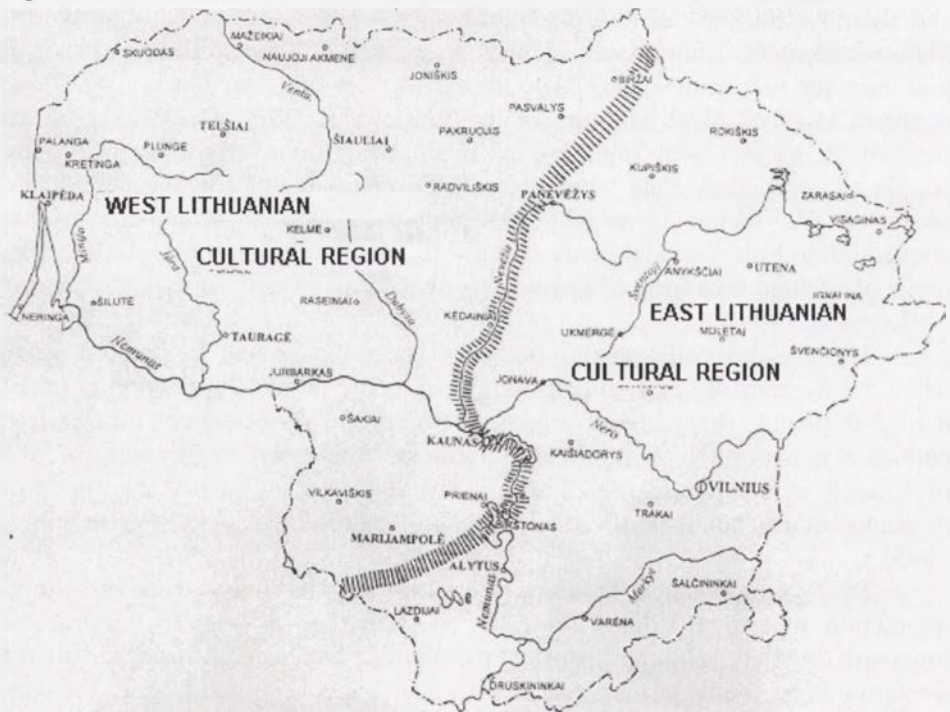 MAŽEIKIAI
SKUODAS
NAUJOJI AKMENĖ
JONIŠKIS
BIRŽAI
Venta
PASVALYS
TELŠIAI
ROKIŠKIS
PALANGA
PLUNGĖ
ŠIAULIAI
PAKRUOJIS
KRETINGA
KUPIŠKIS
RADVILIŠKIS
KLAIPĖDA
WEST LITHUANIAN
PANEVĖŽYS
ZARASAI
VISAGINAS
KELMĖ
CULTURAL REGION
Jūra
Nevėžis
ANYKŠČIAI
UTENA
ŠILUTĖ
RASEINIAI
Dubysa
KĖDAINIAI
EAST LITHUANIAN
IGNALINA
NERINGA
MOLĖTAI
Nemunas
TAURAGĖ
UKMERGĖ
ŠVENČIONYS
JURBARKAS
JONAVA
CULTURAL REGION
ŠAKIAI
KAUNAS
Neris
KAIŠIADORYS
VILKAVIŠKIS
PRIENAI
VILNIUS
TRAKAI
MARIJAMPOLĖ
ALYTUS
Nemunas
Merkys
ŠALČININKAI
LAZDIJAI
VARĖNA
DRUSKININKAI